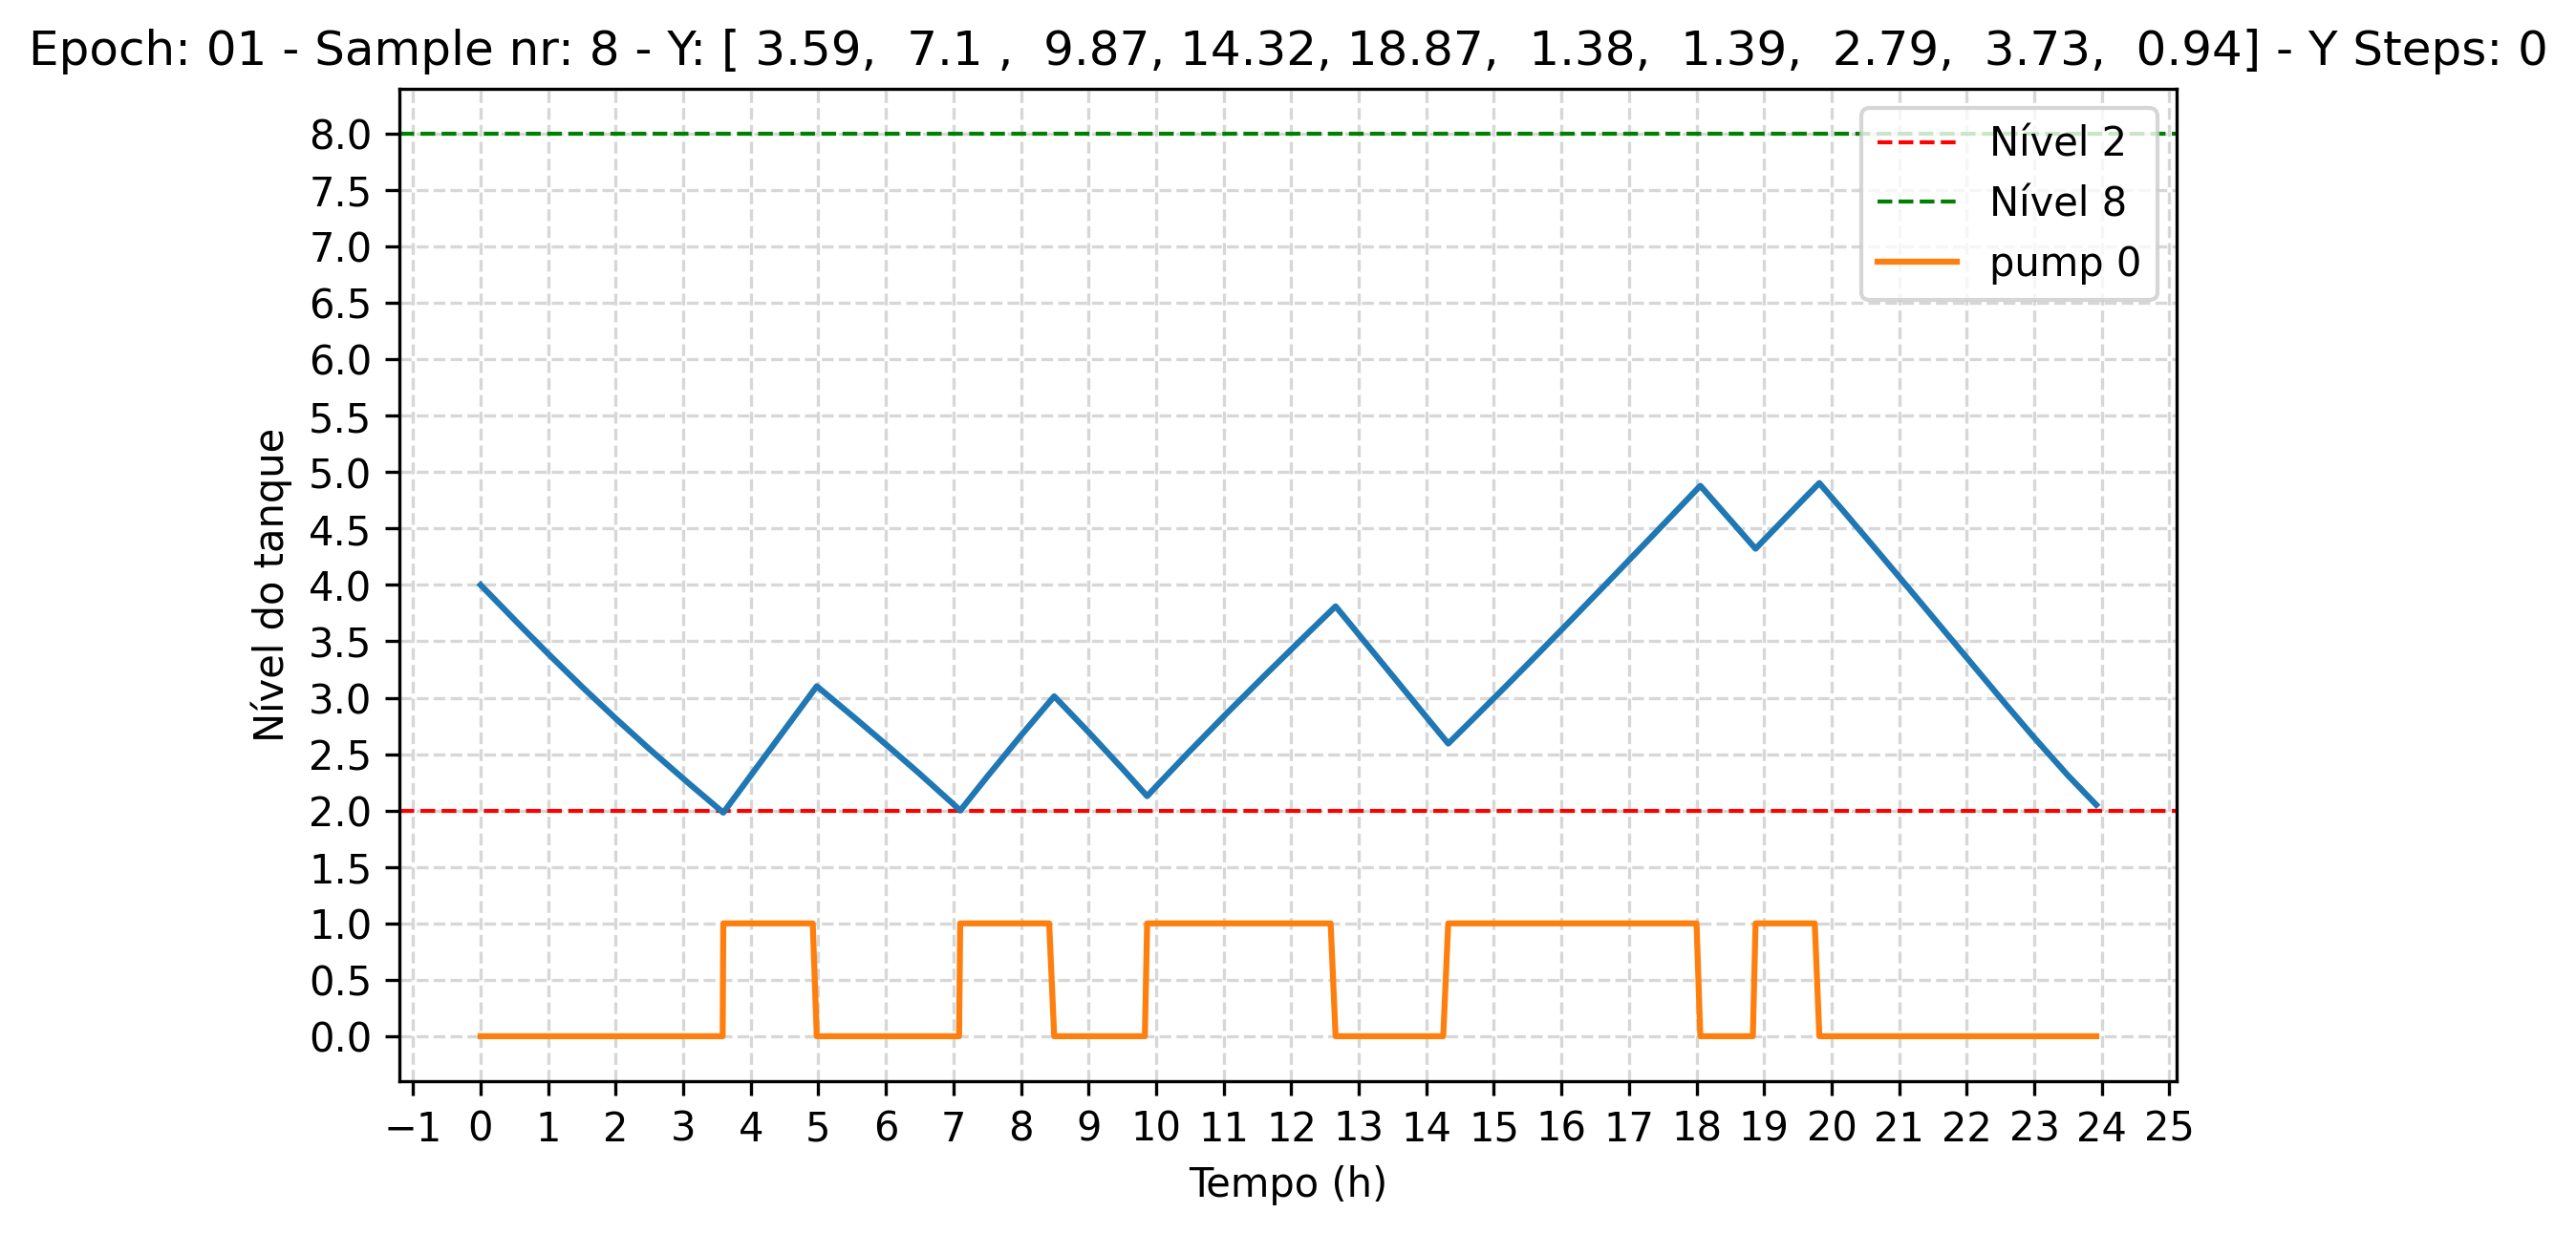 Epoch: 01 - Sample nr: 8 - Y: [ 3.59,  7.1 ,  9.87, 14.32, 18.87,  1.38,  1.39,  2.79,  3.73,  0.94] - Y Steps: 0
Nível 2
Nível 8
pump 0
8.0
7.5
7.0
6.5
6.0
5.5
5.0
4.5
4.0
3.5
3.0
2.5
2.0
1.5
1.0
0.5
0.0
Nível do tanque
−1 0 1 2 3 4 5 6 7 8 9 10 11 12 13 14 15 16 17 18 19 20 21 22 23 24 25
Tempo (h)